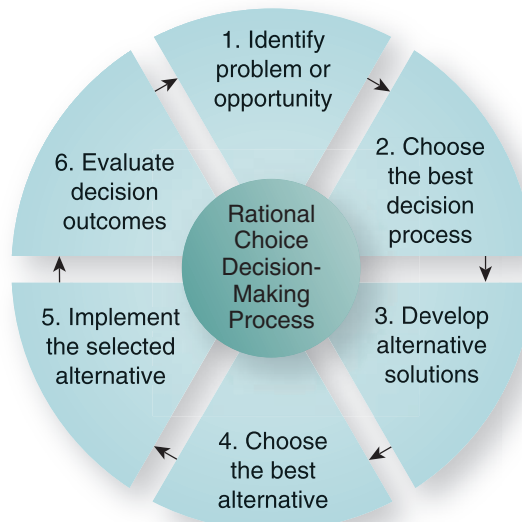 1. Identify
problem or
opportunity
2. Choose
the best
decision
process
3. Develop
alternative
solutions
4. Choose
the best
alternative
5. Implement
the selected
alternative
6. Evaluate
decision
outcomes
Rational
Choice
Decision-
Making
Process